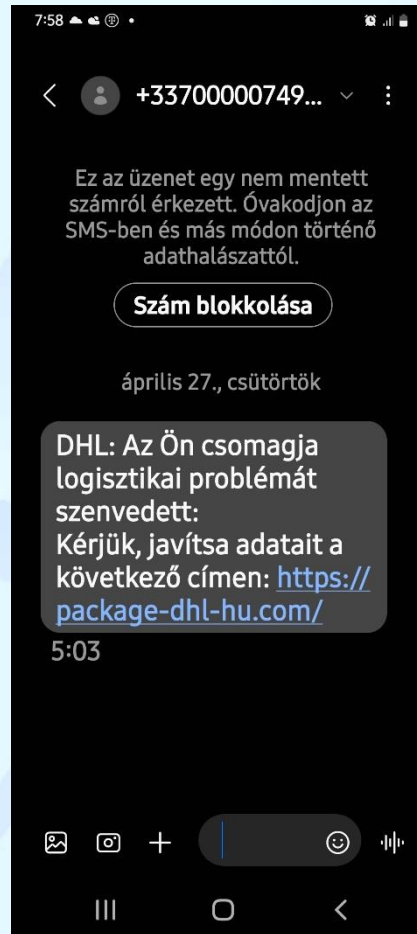 7:58
+33700000749...
Ez az üzenet egy nem mentett
számról érkezett. Óvakodjon az
SMS-ben és más módon történő
adathalászattól.
Szám blokkolása
április 27., csütörtök
DHL: Az Ön csomagja
logisztikai problémát
szenvedett:
Kérjük, javítsa adatait a
következő címen: https://
package-dhl-hu.com/
5:03